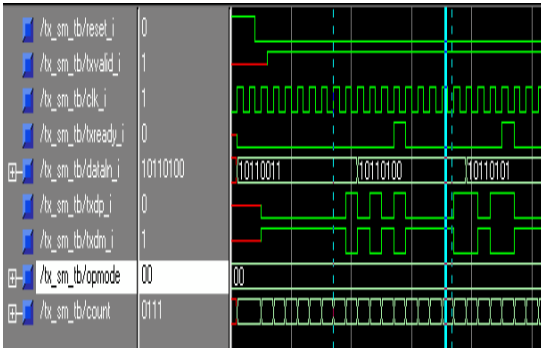 /tx_sm_tb/reset_i 0
/tx_sm_tb/txvalid_i 1
/tx_sm_tb/clk_i 1
/tx_sm_tb/txready_i 0
/tx_sm_tb/dataIn_i 10110100 10110011 10110100 10110101
/tx_sm_tb/txdp_i 0
/tx_sm_tb/txdm_i 1
/tx_sm_tb/opmode 00 00
/tx_sm_tb/count 0111